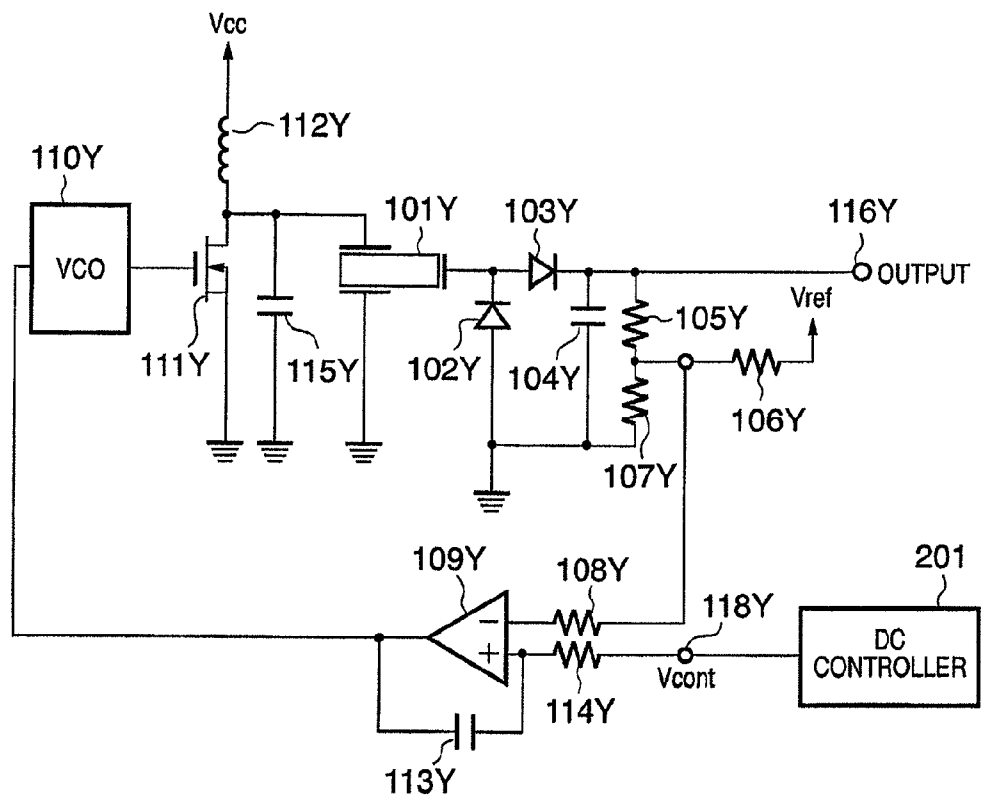 Vcc
112Y
110Y
VCO
111Y
115Y
101Y
103Y
102Y
104Y
116Y
OUTPUT
Vref
105Y
106Y
107Y
109Y
−
+
108Y
114Y
118Y
Vcont
201
DC
CONTROLLER
113Y